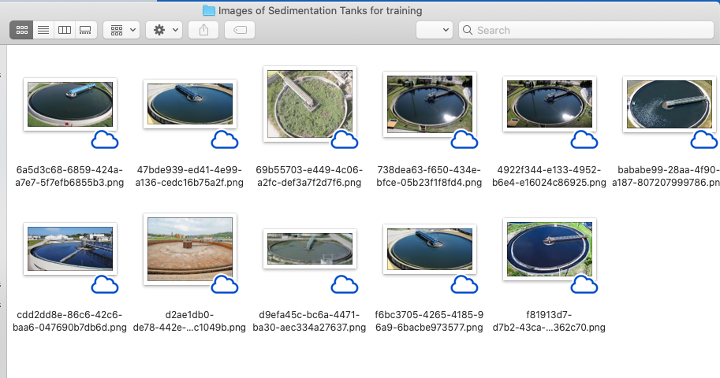 Images of Sedimentation Tanks for training
Search
6a5d3c68-6859-424a-
a7e7-5f7efb6855b3.png
47bde939-ed41-4e99-
a136-cedc16b75a2f.png
69b55703-e449-4c06-
a2fc-def3a7f2d7f6.png
738dea63-f650-434e-
bfce-05b23f1f8fd4.png
4922f344-e133-4952-
b6e4-e16024c86925.png
bababe99-28aa-4f90-
a187-807207999786.png
cdd2dd8e-86c6-42c6-
baa6-047690b7db6d.png
d2ae1db0-
de78-442e-...c1049b.png
d9efa45c-bc6a-4471-
ba30-aec334a27637.png
f6bc3705-4265-4185-9
6a9-6bacbe973577.png
f81913d7-
d7b2-43ca-...362c70.png